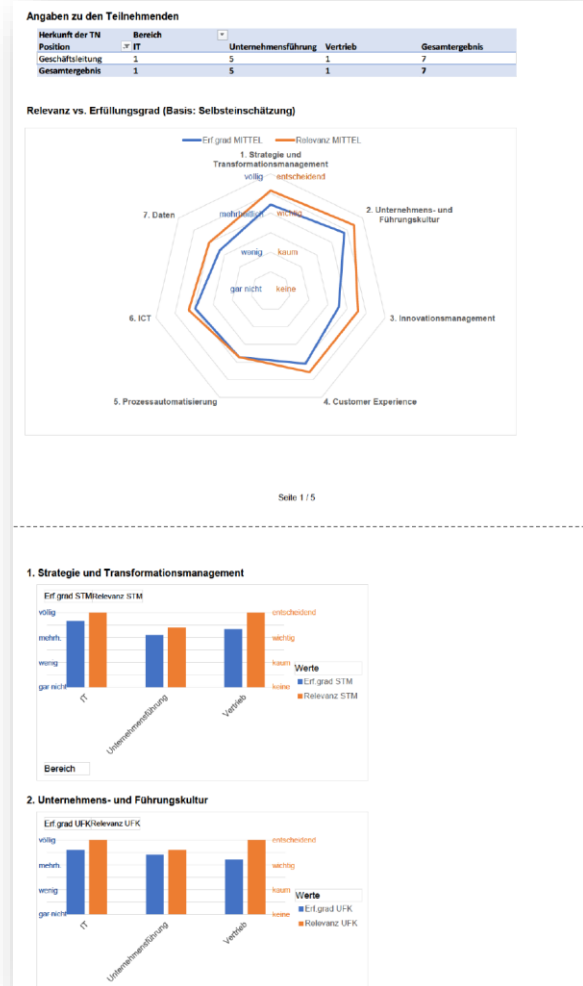 Angaben zu den Teilnehmenden
Herkunft der TN Bereich
Position IT Unternehmensführung Vertrieb Gesamtergebnis
Geschäftsleitung 1 5 1 7
Gesamtergebnis 1 5 1 7
Relevanz vs. Erfüllungsgrad (Basis: Selbsteinschätzung)
Erf.grad MITTEL Relevanz MITTEL
1. Strategie und
Transformationsmanagement
völlig entscheidend
7. Daten
mehrheitlich wichtig
2. Unternehmens- und
Führungskultur
wenig kaum
gar nicht keine
6. ICT
3. Innovationsmanagement
5. Prozessautomatisierung
4. Customer Experience
Seite 1 / 5
1. Strategie und Transformationsmanagement
Erf.grad STM Relevanz STM
völlig entscheidend
mehrh. wichtig
wenig kaum
gar nicht keine
Werte
Erf.grad STM
Relevanz STM
IT
Unternehmensführung
Vertrieb
Bereich
2. Unternehmens- und Führungskultur
Erf.grad UFK Relevanz UFK
völlig entscheidend
mehrh. wichtig
wenig kaum
gar nicht keine
Werte
Erf.grad UFK
Relevanz UFK
IT
Unternehmensführung
Vertrieb